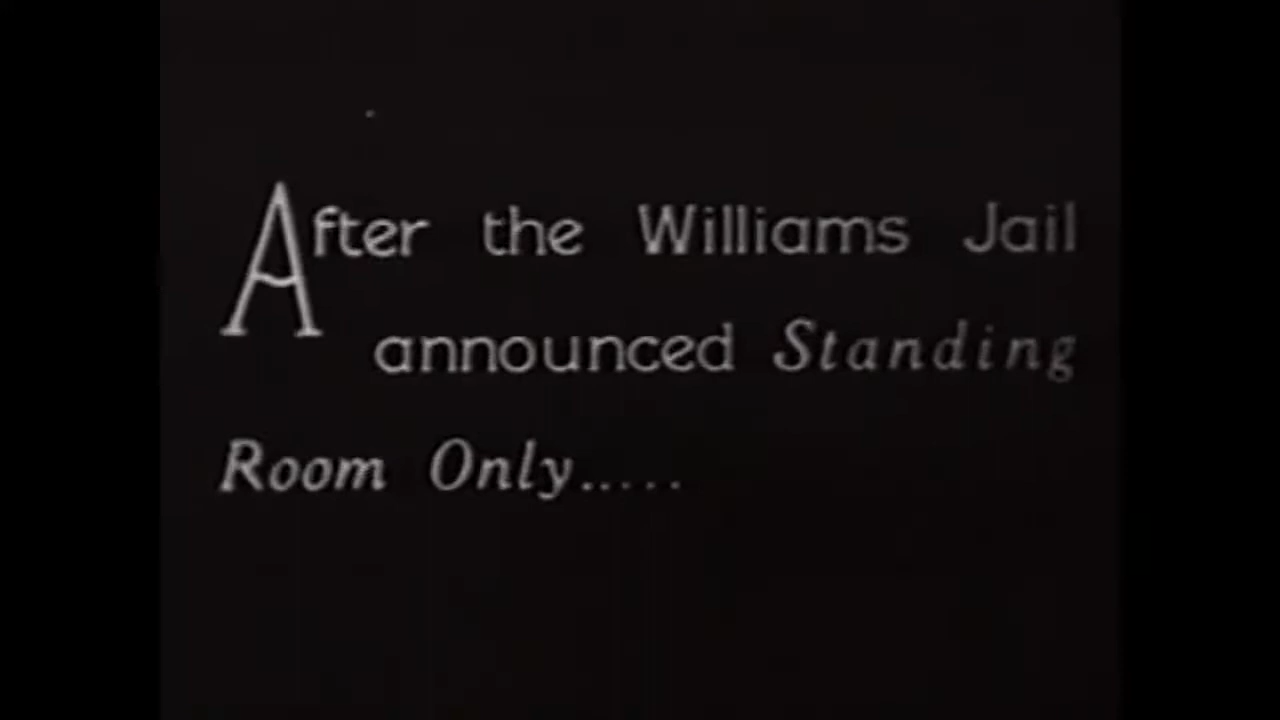 After the Williams Jail
announced Standing
Room Only.....